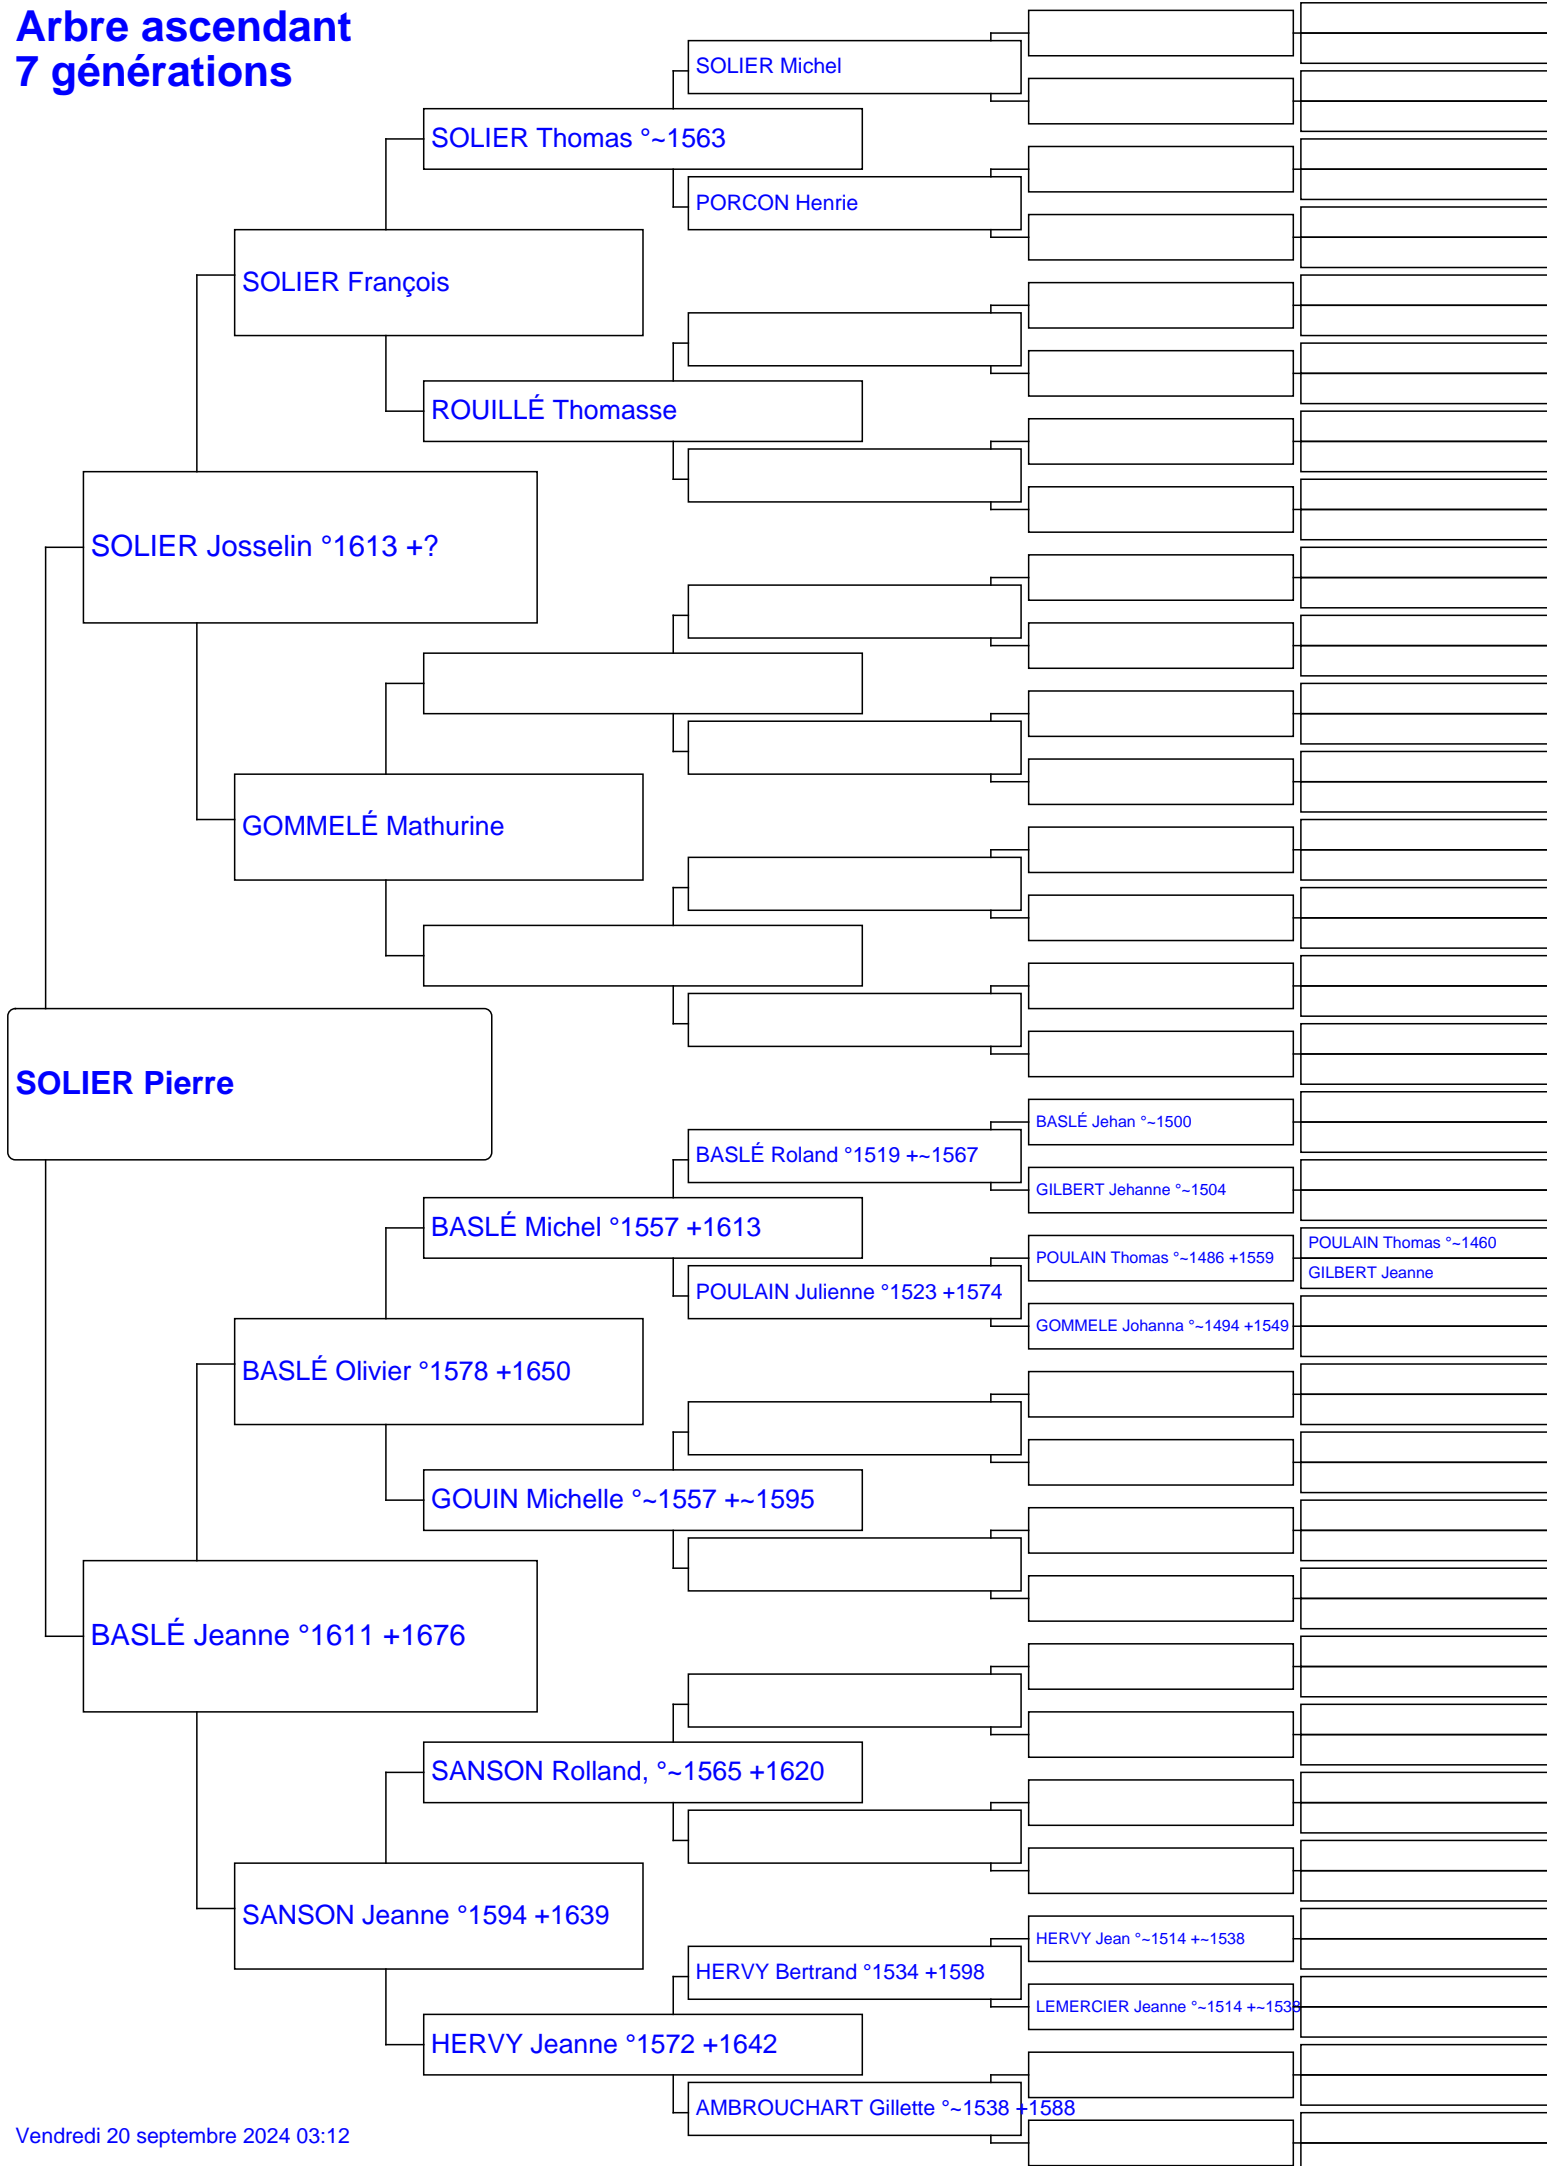 Arbre ascendant
7 générations
SOLIER Michel
SOLIER Thomas °~1563
PORCON Henrie
SOLIER François
ROUILLÉ Thomasse
SOLIER Josselin °1613 +?
GOMMELÉ Mathurine
SOLIER Pierre
BASLÉ Jehan °~1500
BASLÉ Roland °1519 +~1567
GILBERT Jehanne °~1504
BASLÉ Michel °1557 +1613
POULAIN Thomas °~1460
POULAIN Thomas °~1486 +1559
GILBERT Jeanne
POULAIN Julienne °1523 +1574
GOMMELE Johanna °~1494 +1549
BASLÉ Olivier °1578 +1650
GOUIN Michelle °~1557 +~1595
BASLÉ Jeanne °1611 +1676
SANSON Rolland, °~1565 +1620
SANSON Jeanne °1594 +1639
HERVY Jean °~1514 +~1538
HERVY Bertrand °1534 +1598
LEMERCIER Jeanne °~1514 +~1538
HERVY Jeanne °1572 +1642
AMBROUCHART Gillette °~1538 +1588
Vendredi 20 septembre 2024 03:12